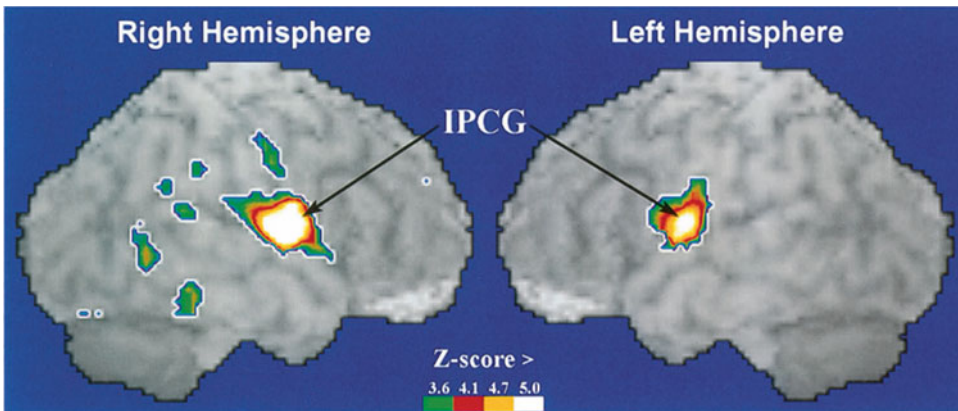 Right Hemisphere
Left Hemisphere
IPCG
Z-score >
3.6 4.1 4.7 5.0